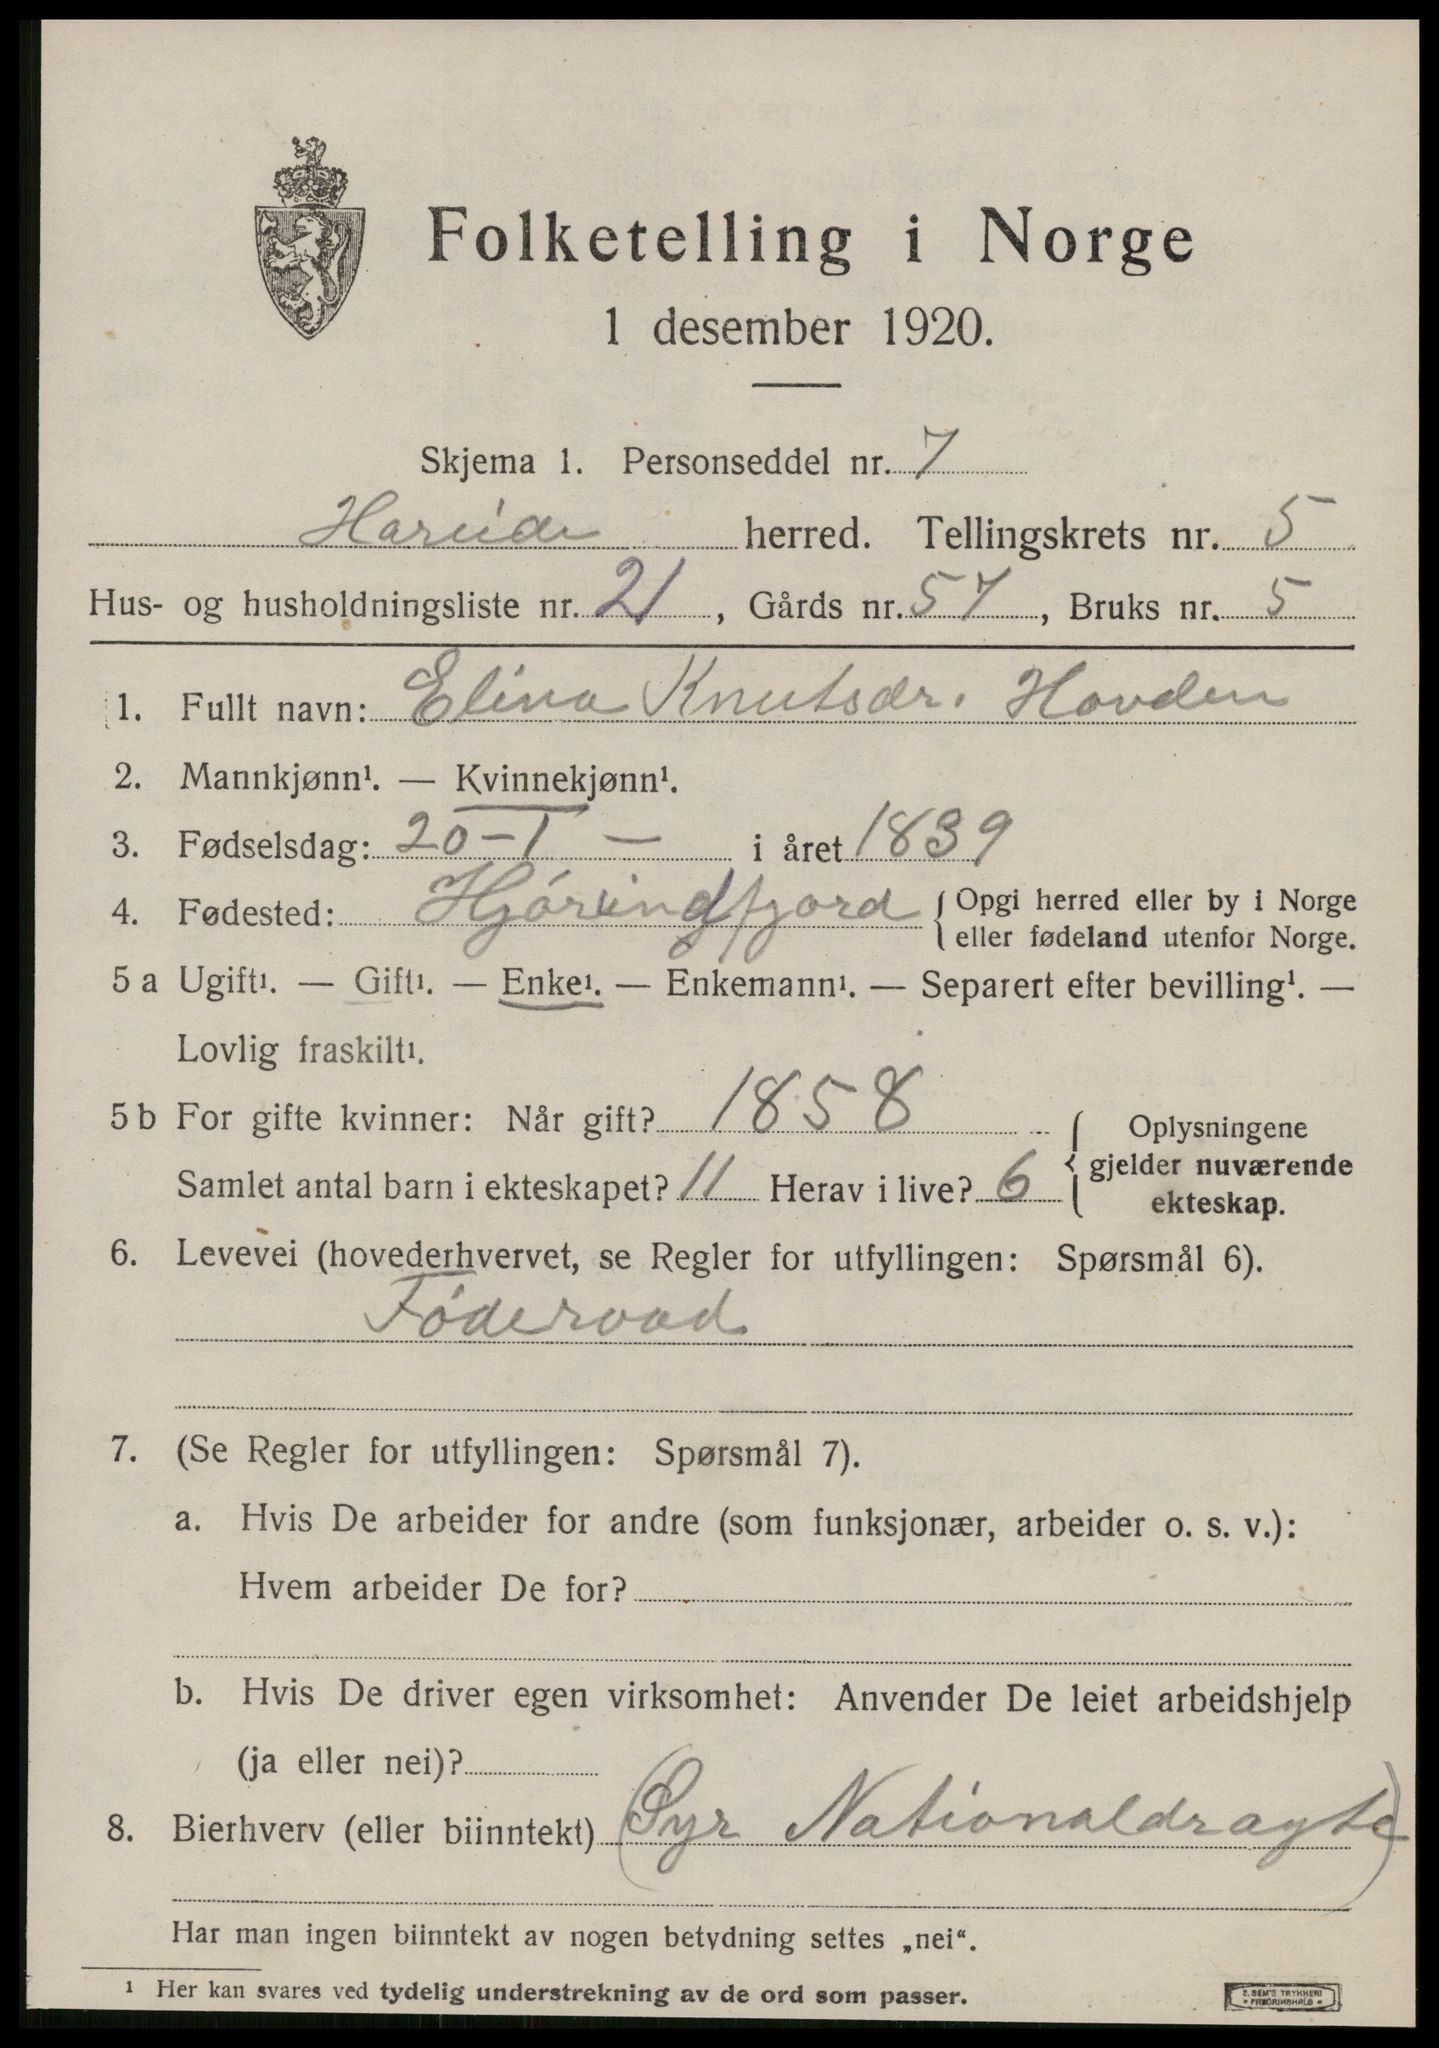 Folketelling i Norge
1 desember 1920.
Skjema 1. Personseddel nr. 7
Hareide herred. Tellingskrets nr. 5
Hus- og husholdningsliste nr. 21, Gårds nr. 57, Bruks nr. 5
1. Fullt navn: Elina Knutsdr. Hovden
2. Mannkjønn¹. — Kvinnekjønn¹.
3. Fødselsdag: 20-I- i året 1839
4. Fødested: Hjørundfjord { Opgi herred eller by i Norge
eller fødeland utenfor Norge.
5 a Ugift¹. — Gift¹. — Enke¹. — Enkemann¹. — Separert efter bevilling¹. —
Lovlig fraskilt¹.
5 b For gifte kvinner: Når gift? 1858
Samlet antal barn i ekteskapet? 11 Herav i live? 6
Oplysningene
gjelder nuværende
ekteskap.
6. Levevei (hovederhvervet, se Regler for utfyllingen: Spørsmål 6).
Föderaad
7. (Se Regler for utfyllingen: Spørsmål 7).
a. Hvis De arbeider for andre (som funksjonær, arbeider o. s. v.):
Hvem arbeider De for?
b. Hvis De driver egen virksomhet: Anvender De leiet arbeidshjelp
(ja eller nei)?
8. Bierhverv (eller biinntekt) (Syr Nationaldragte)
Har man ingen biinntekt av nogen betydning settes „nei“.
¹ Her kan svares ved tydelig understrekning av de ord som passer.
E. SEM'S TRYKKERI
FREDRIKSHALD